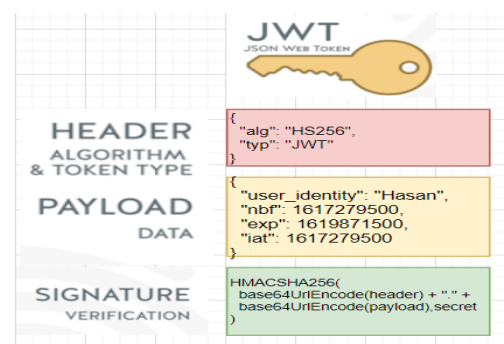 JWT
JSON WEB TOKEN
HEADER
ALGORITHM
& TOKEN TYPE
{
"alg": "HS256",
"typ": "JWT"
}
PAYLOAD
DATA
{
"user_identity": "Hasan",
"nbf": 1617279500,
"exp": 1619871500,
"iat": 1617279500
}
SIGNATURE
VERIFICATION
HMACSHA256(
base64UrlEncode(header) + "." +
base64UrlEncode(payload),secret
)